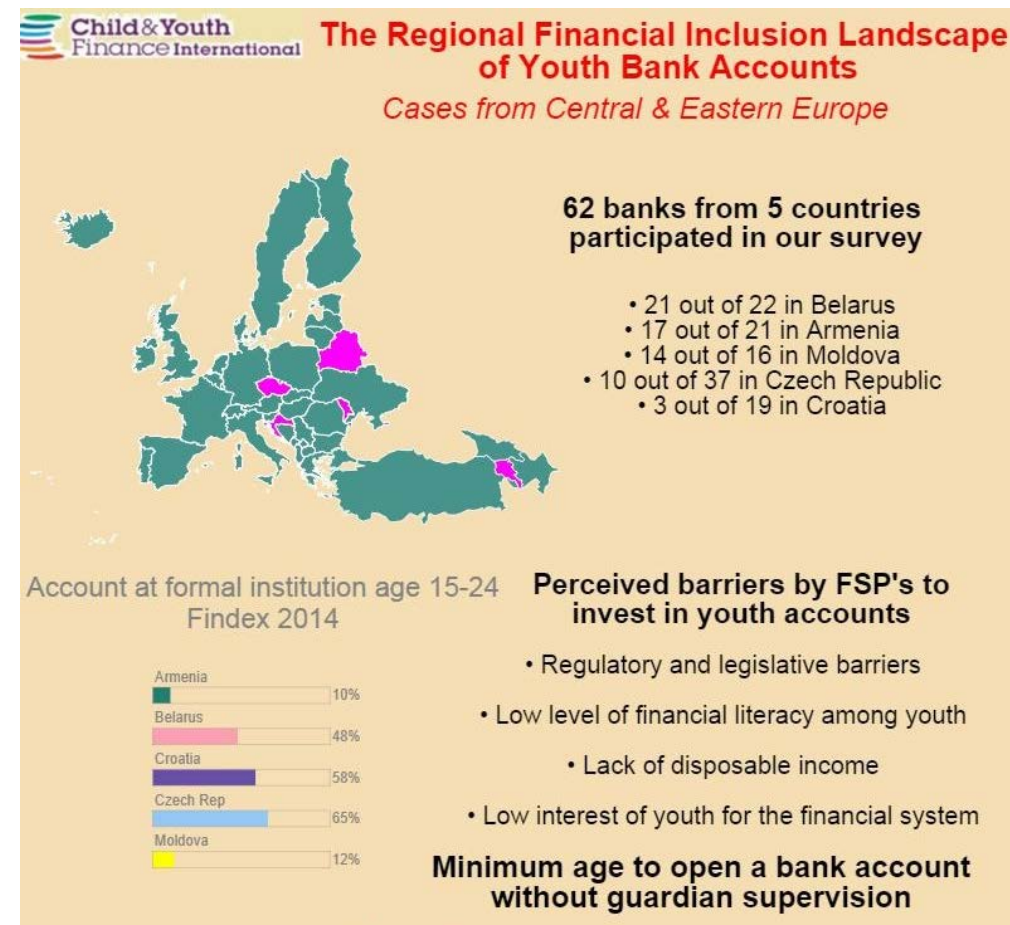 Child & Youth
Finance International
The Regional Financial Inclusion Landscape
of Youth Bank Accounts
Cases from Central & Eastern Europe
62 banks from 5 countries
participated in our survey
• 21 out of 22 in Belarus
• 17 out of 21 in Armenia
• 14 out of 16 in Moldova
• 10 out of 37 in Czech Republic
• 3 out of 19 in Croatia
Account at formal institution age 15-24
Findex 2014
Armenia
10%
Belarus
48%
Croatia
58%
Czech Rep
65%
Moldova
12%
Perceived barriers by FSP's to
invest in youth accounts
• Regulatory and legislative barriers
• Low level of financial literacy among youth
• Lack of disposable income
• Low interest of youth for the financial system
Minimum age to open a bank account
without guardian supervision